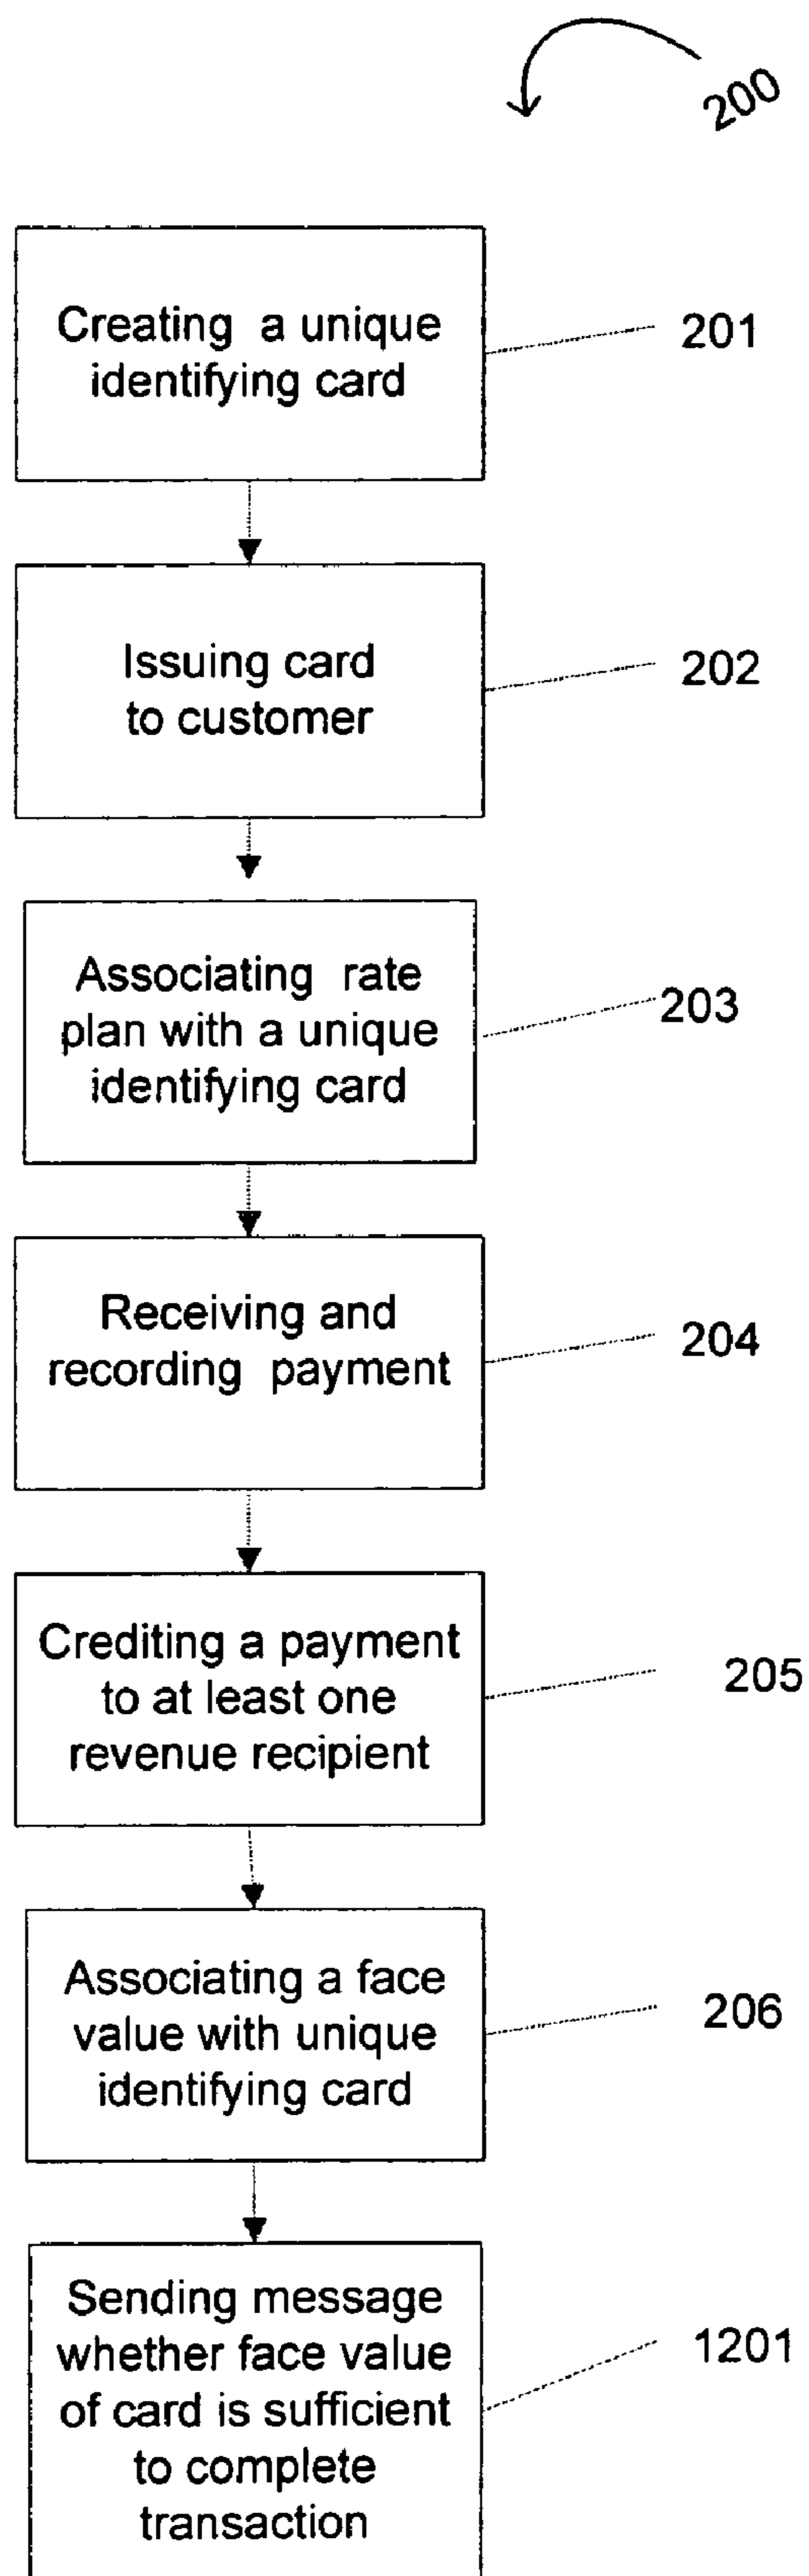 200
Creating a unique
identifying card
201
Issuing card
to customer
202
Associating rate
plan with a unique
identifying card
203
Receiving and
recording payment
204
Crediting a payment
to at least one
revenue recipient
205
Associating a face
value with unique
identifying card
206
Sending message
whether face value
of card is sufficient
to complete
transaction
1201